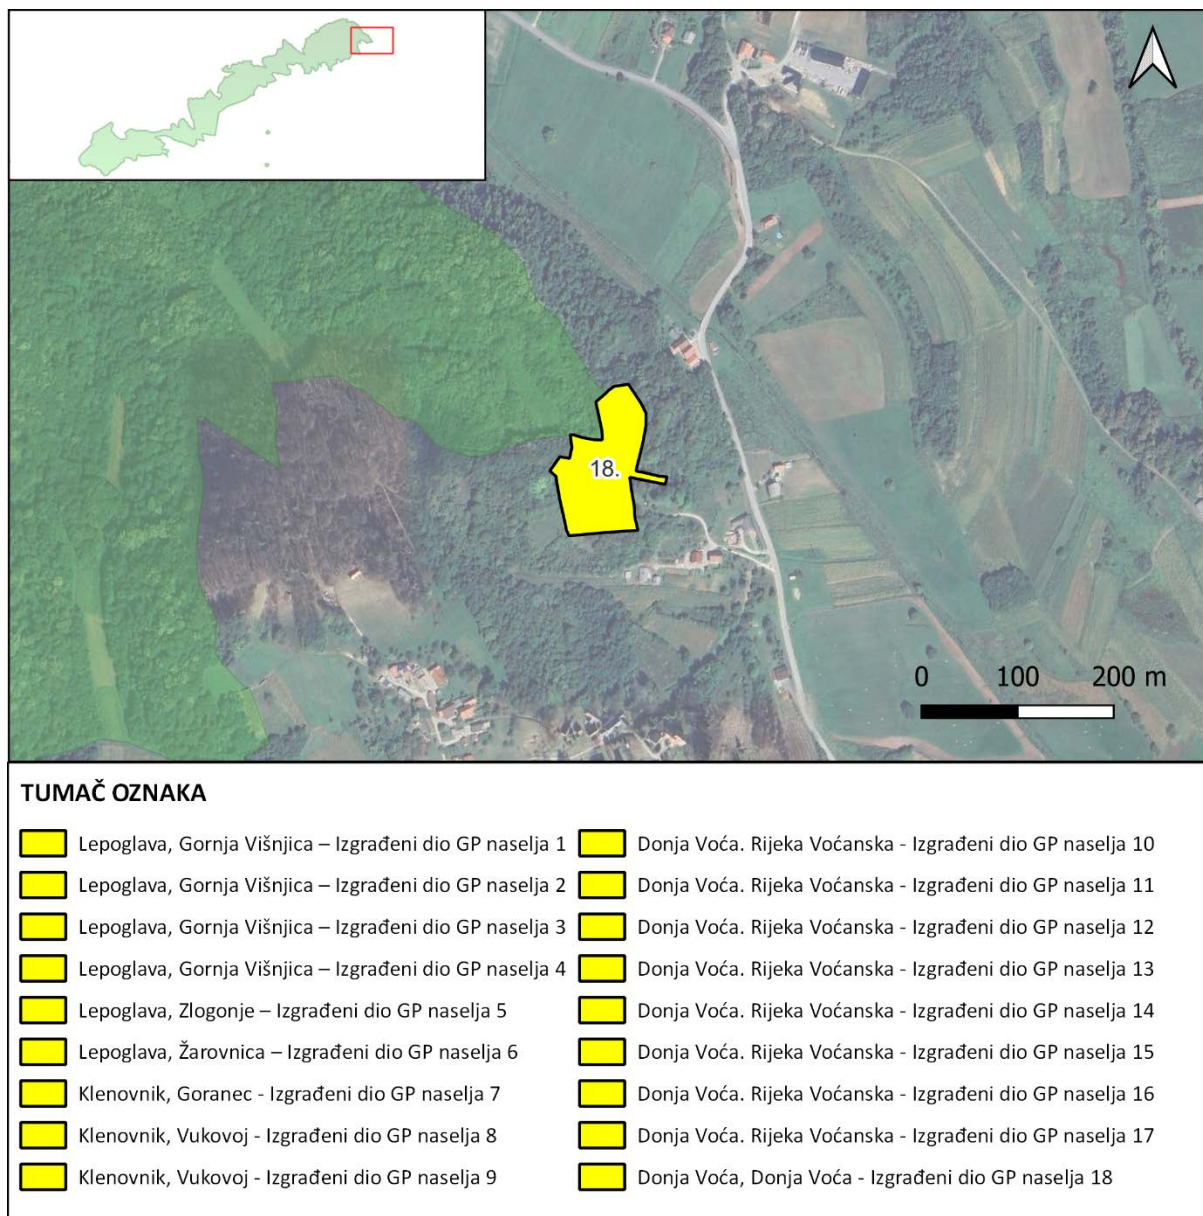 18.
0 100 200 m
TUMAČ OZNAKA
Lepoglava, Gornja Višnjica – Izgrađeni dio GP naselja 1
Lepoglava, Gornja Višnjica – Izgrađeni dio GP naselja 2
Lepoglava, Gornja Višnjica – Izgrađeni dio GP naselja 3
Lepoglava, Gornja Višnjica – Izgrađeni dio GP naselja 4
Lepoglava, Zlogonje – Izgrađeni dio GP naselja 5
Lepoglava, Žarovnica – Izgrađeni dio GP naselja 6
Klenovnik, Goranec - Izgrađeni dio GP naselja 7
Klenovnik, Vukovoj - Izgrađeni dio GP naselja 8
Klenovnik, Vukovoj - Izgrađeni dio GP naselja 9
Donja Voća. Rijeka Voćanska - Izgrađeni dio GP naselja 10
Donja Voća. Rijeka Voćanska - Izgrađeni dio GP naselja 11
Donja Voća. Rijeka Voćanska - Izgrađeni dio GP naselja 12
Donja Voća. Rijeka Voćanska - Izgrađeni dio GP naselja 13
Donja Voća. Rijeka Voćanska - Izgrađeni dio GP naselja 14
Donja Voća. Rijeka Voćanska - Izgrađeni dio GP naselja 15
Donja Voća. Rijeka Voćanska - Izgrađeni dio GP naselja 16
Donja Voća. Rijeka Voćanska - Izgrađeni dio GP naselja 17
Donja Voća, Donja Voća - Izgrađeni dio GP naselja 18